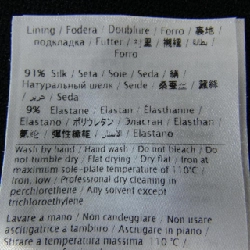 Lining / Fodera / Doublure / Forro / 裏地
/ подкладка / Futter / 里 / 襯裡 / بطانة /
Forro
91% Silk / Seta / Soie / Seda / 絹 /
Натуральный шелк / Seide / 桑蚕丝 / 蠶絲
/ حرير / Seda
9% Elastane / Elastan / Elasthanne /
Elastano / ポリウレタン / Эластан / Elasthan /
氨纶 / 彈性纖維 / الاستان / Elastano
Wash by hand / Hand wash / Do not bleach / Do
not tumble dry / Flat drying / Dry flat / Iron at
maximum sole-plate temperature of 110°C /
Iron, low / Professional dry cleaning in
perchlorethene / Any solvent except
trichloroethylene
Lavare a mano / Non candeggiare / Non usare
asciugatrice a tamburo / Asciugare in piano /
Stirare a temperatura massima 110°C /